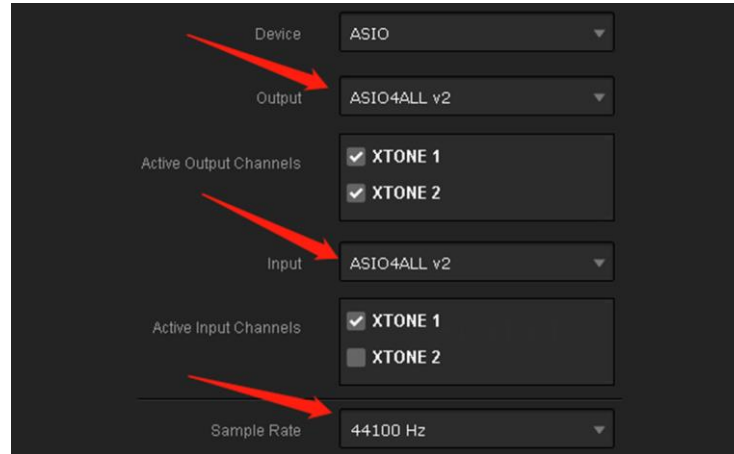 Device ASIO
Output ASIO4ALL v2
Active Output Channels XTONE 1
XTONE 2
Input ASIO4ALL v2
Active Input Channels XTONE 1
XTONE 2
Sample Rate 44100 Hz